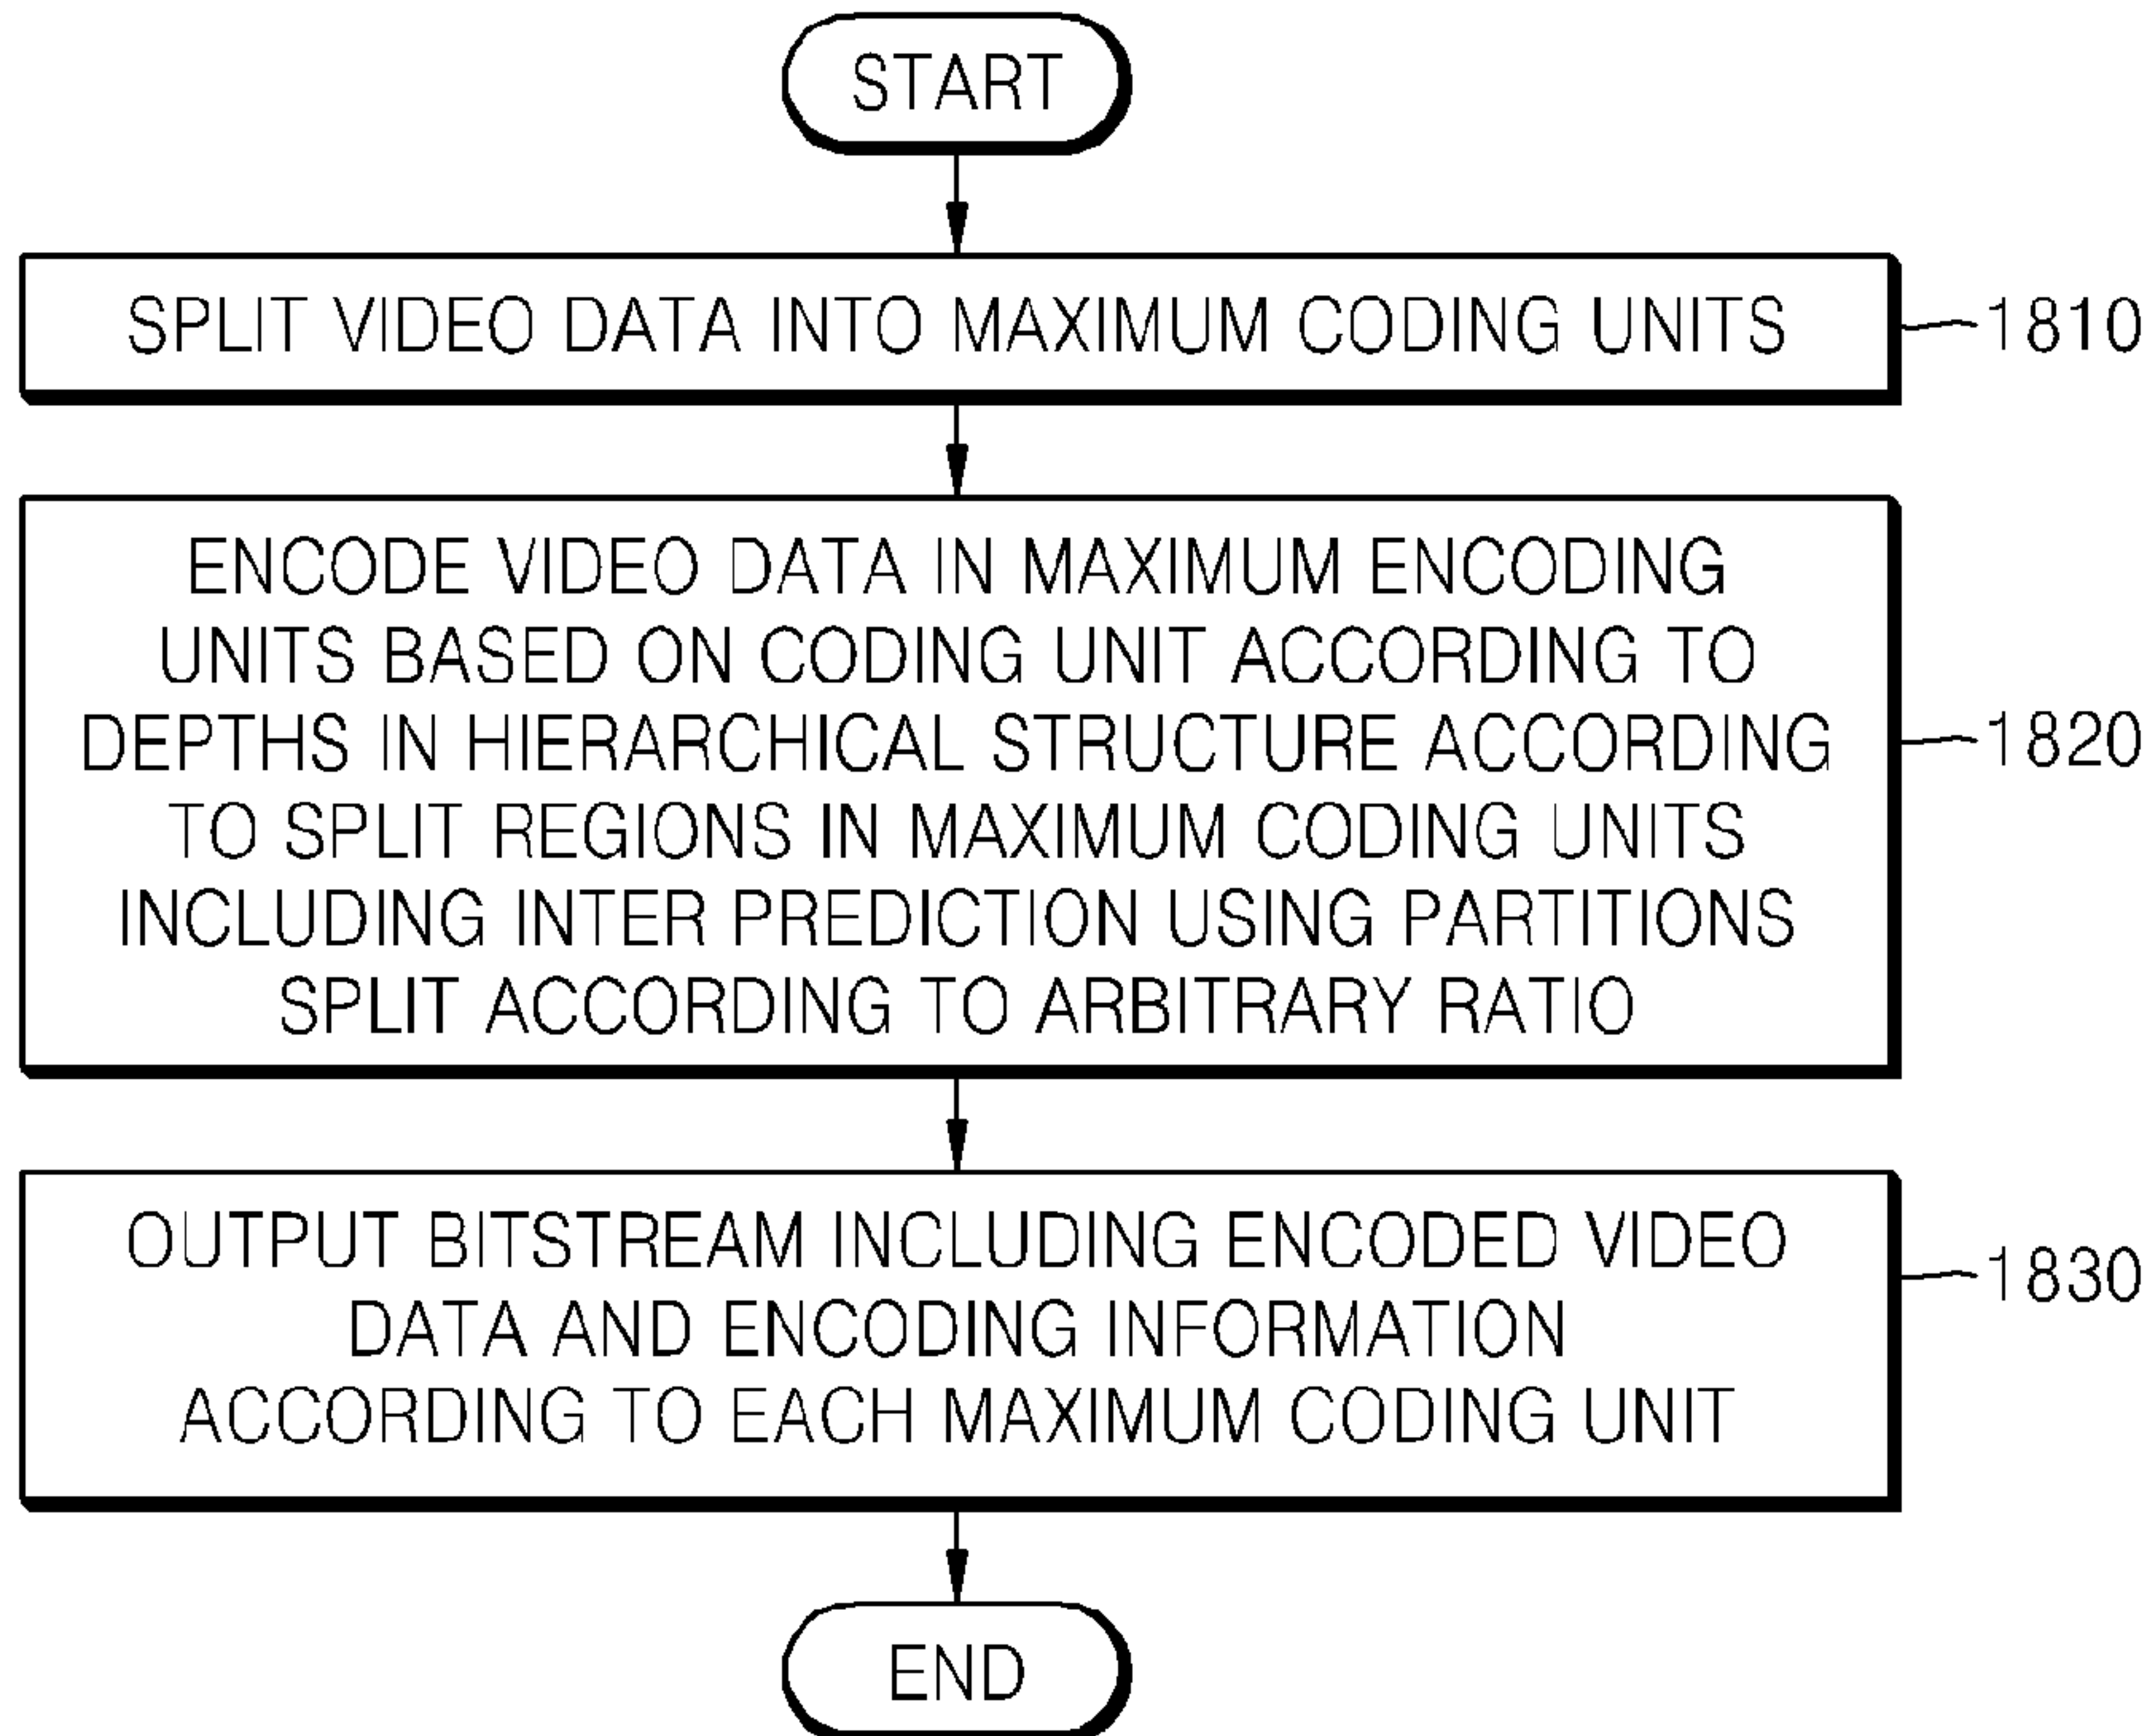 START
SPLIT VIDEO DATA INTO MAXIMUM CODING UNITS
1810
ENCODE VIDEO DATA IN MAXIMUM ENCODING
UNITS BASED ON CODING UNIT ACCORDING TO
DEPTHS IN HIERARCHICAL STRUCTURE ACCORDING
TO SPLIT REGIONS IN MAXIMUM CODING UNITS
INCLUDING INTER PREDICTION USING PARTITIONS
SPLIT ACCORDING TO ARBITRARY RATIO
1820
OUTPUT BITSTREAM INCLUDING ENCODED VIDEO
DATA AND ENCODING INFORMATION
ACCORDING TO EACH MAXIMUM CODING UNIT
1830
END